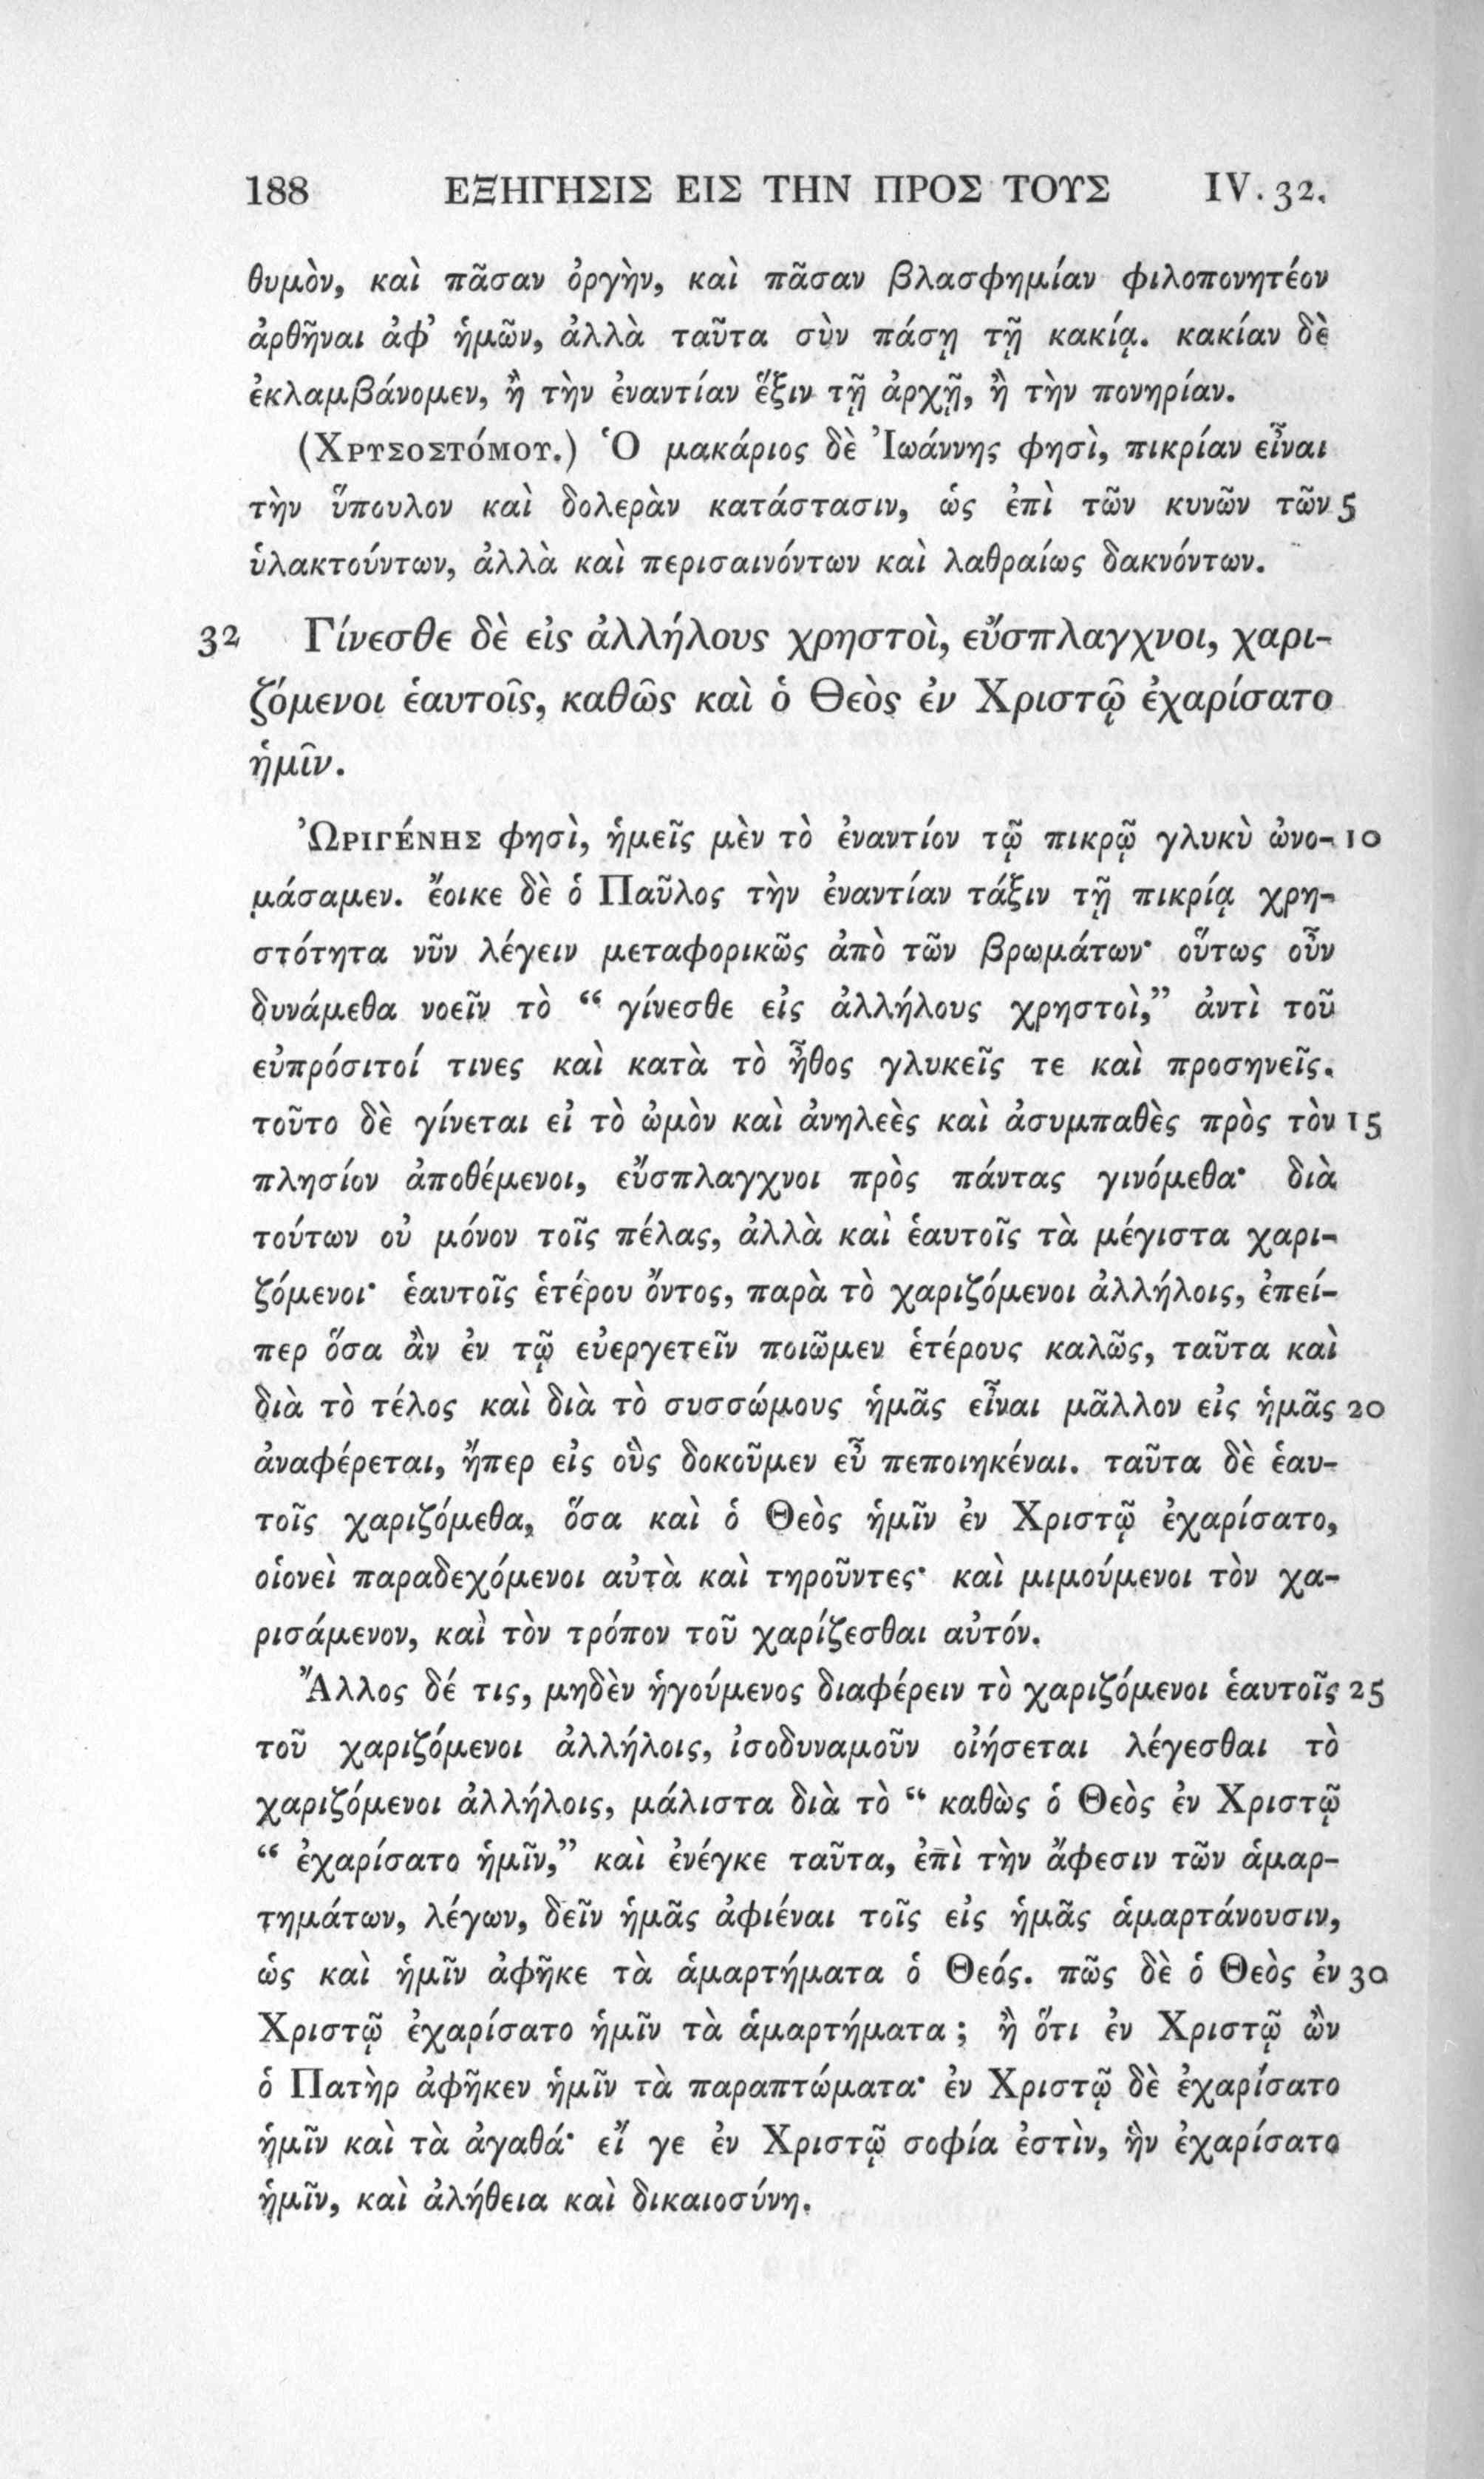 188 ΕΞΗΓΗΣΙΣ ΕΙΣ ΤΗΝ ΠΡΟΣ ΤΟΥΣ IV. 32.
θυμὸν, καὶ πᾶσαν ὀργὴν, καὶ πᾶσαν βλασφημίαν φιλοπονητέον
ἀρθῆναι ἀφ’ ἡμῶν, ἀλλὰ ταῦτα σὺν πάσῃ τῇ κακίᾳ. κακίαν δὲ
ἐκλαμβάνομεν, ἢ τὴν ἐναντίαν ἕξιν τῇ ἀρχῇ, ἢ τὴν πονηρίαν.
(Χρυσοστόμου.) Ὁ μακάριος δὲ Ἰωάννης φησὶ, πικρίαν εἶναι
τὴν ὕπουλον καὶ δολερὰν κατάστασιν, ὡς ἐπὶ τῶν κυνῶν τῶν 5
ὑλακτούντων, ἀλλὰ καὶ περισαινόντων καὶ λαθραίως δακνόντων.
32 Γίνεσθε δὲ εἰς ἀλλήλους χρηστοὶ, εὔσπλαγχνοι, χαρι-
ζόμενοι ἑαυτοῖς, καθὼς καὶ ὁ Θεὸς ἐν Χριστῷ ἐχαρίσατο
ἡμῖν.
Ὠριγένης φησὶ, ἡμεῖς μὲν τὸ ἐναντίον τῷ πικρῷ γλυκὺ ὠνο- 10
μάσαμεν. ἔοικε δὲ ὁ Παῦλος τὴν ἐναντίαν τάξιν τῇ πικρίᾳ χρη-
στότητα νῦν λέγειν μεταφορικῶς ἀπὸ τῶν βρωμάτων· οὕτως οὖν
δυνάμεθα νοεῖν τὸ “ γίνεσθε εἰς ἀλλήλους χρηστοὶ,” ἀντὶ τοῦ
εὐπρόσιτοί τινες καὶ κατὰ τὸ ἦθος γλυκεῖς τε καὶ προσηνεῖς.
τοῦτο δὲ γίνεται εἰ τὸ ὠμὸν καὶ ἀνηλεὲς καὶ ἀσυμπαθὲς πρὸς τὸν 15
πλησίον ἀποθέμενοι, εὔσπλαγχνοι πρὸς πάντας γινόμεθα· διὰ
τούτων οὐ μόνον τοῖς πέλας, ἀλλὰ καὶ ἑαυτοῖς τὰ μέγιστα χαρι-
ζόμενοι· ἑαυτοῖς ἑτέρου ὄντος, παρὰ τὸ χαριζόμενοι ἀλλήλοις, ἐπεί-
περ ὅσα ἂν ἐν τῷ εὐεργετεῖν ποιῶμεν ἑτέρους καλῶς, ταῦτα καὶ
διὰ τὸ τέλος καὶ διὰ τὸ συσσώμους ἡμᾶς εἶναι μᾶλλον εἰς ἡμᾶς 20
ἀναφέρεται, ἤπερ εἰς οὓς δοκοῦμεν εὖ πεποιηκέναι. ταῦτα δὲ ἑαυ-
τοῖς χαριζόμεθα, ὅσα καὶ ὁ Θεὸς ἡμῖν ἐν Χριστῷ ἐχαρίσατο,
οἱονεὶ παραδεχόμενοι αὐτὰ καὶ τηροῦντες· καὶ μιμούμενοι τὸν χα-
ρισάμενον, καὶ τὸν τρόπον τοῦ χαρίζεσθαι αὐτόν.
Ἄλλος δέ τις, μηδὲν ἡγούμενος διαφέρειν τὸ χαριζόμενοι ἑαυτοῖς 25
τοῦ χαριζόμενοι ἀλλήλοις, ἰσοδυναμοῦν οἰήσεται λέγεσθαι τὸ
χαριζόμενοι ἀλλήλοις, μάλιστα διὰ τὸ “ καθὼς ὁ Θεὸς ἐν Χριστῷ
“ ἐχαρίσατο ἡμῖν,” καὶ ἐνέγκε ταῦτα, ἐπὶ τὴν ἄφεσιν τῶν ἁμαρ-
τημάτων, λέγων, δεῖν ἡμᾶς ἀφιέναι τοῖς εἰς ἡμᾶς ἁμαρτάνουσιν,
ὡς καὶ ἡμῖν ἀφῆκε τὰ ἁμαρτήματα ὁ Θεός. πῶς δὲ ὁ Θεὸς ἐν 30
Χριστῷ ἐχαρίσατο ἡμῖν τὰ ἁμαρτήματα ; ἢ ὅτι ἐν Χριστῷ ὢν
ὁ Πατὴρ ἀφῆκεν ἡμῖν τὰ παραπτώματα· ἐν Χριστῷ δὲ ἐχαρίσατο
ἡμῖν καὶ τὰ ἀγαθά· εἴ γε ἐν Χριστῷ σοφία ἐστὶν, ἣν ἐχαρίσατο
ἡμῖν, καὶ ἀλήθεια καὶ δικαιοσύνη.